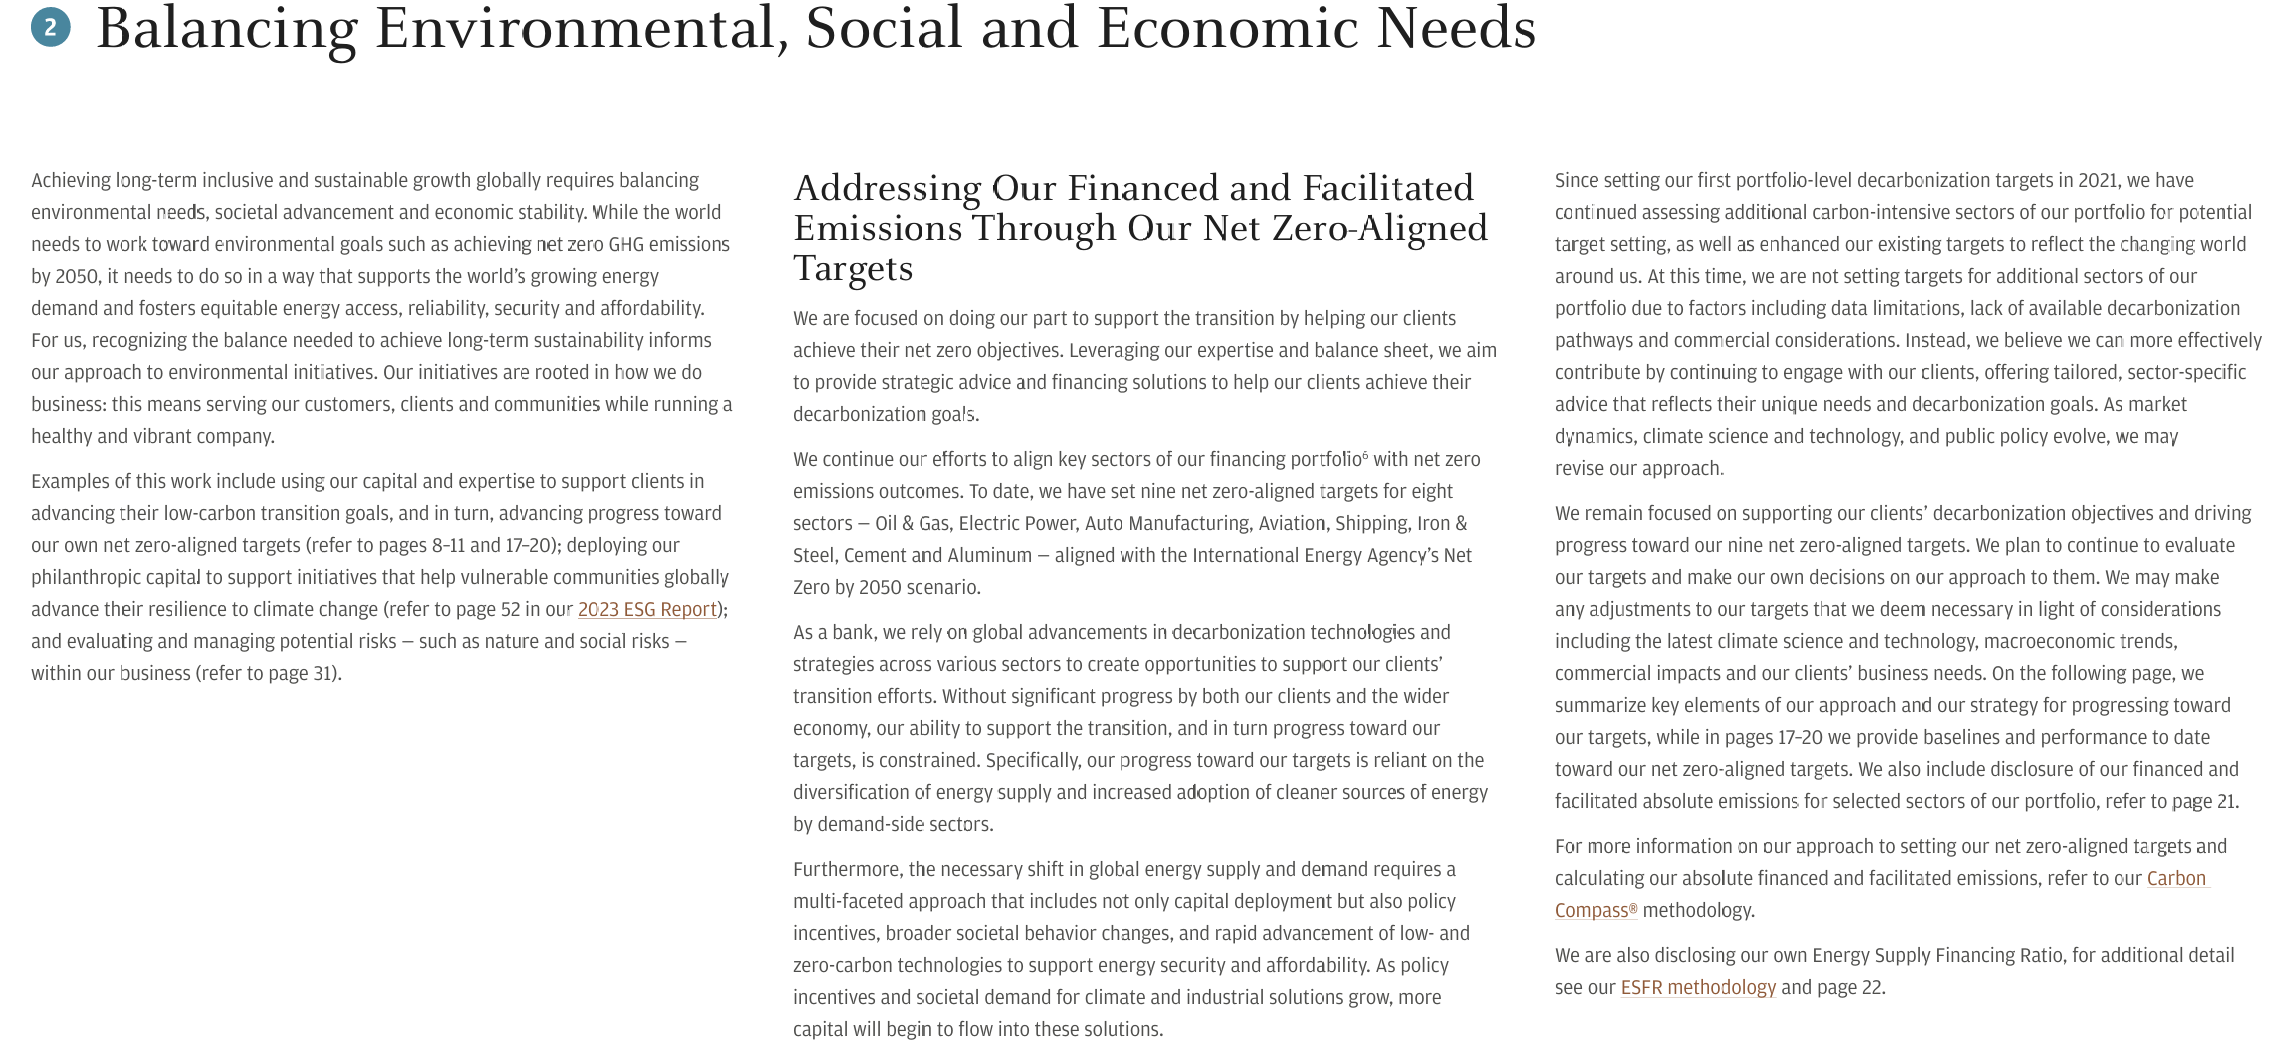 2 Balancing Environmental, Social and Economic Needs
Achieving long-term inclusive and sustainable growth globally requires balancing
environmental needs, societal advancement and economic stability. While the world
needs to work toward environmental goals such as achieving net zero GHG emissions
by 2050, it needs to do so in a way that supports the world’s growing energy
demand and fosters equitable energy access, reliability, security and affordability.
For us, recognizing the balance needed to achieve long-term sustainability informs
our approach to environmental initiatives. Our initiatives are rooted in how we do
business: this means serving our customers, clients and communities while running a
healthy and vibrant company.
Examples of this work include using our capital and expertise to support clients in
advancing their low-carbon transition goals, and in turn, advancing progress toward
our own net zero-aligned targets (refer to pages 8–11 and 17–20); deploying our
philanthropic capital to support initiatives that help vulnerable communities globally
advance their resilience to climate change (refer to page 52 in our 2023 ESG Report);
and evaluating and managing potential risks — such as nature and social risks —
within our business (refer to page 31).
Addressing Our Financed and Facilitated
Emissions Through Our Net Zero-Aligned
Targets
We are focused on doing our part to support the transition by helping our clients
achieve their net zero objectives. Leveraging our expertise and balance sheet, we aim
to provide strategic advice and financing solutions to help our clients achieve their
decarbonization goals.
We continue our efforts to align key sectors of our financing portfolio⁶ with net zero
emissions outcomes. To date, we have set nine net zero-aligned targets for eight
sectors — Oil & Gas, Electric Power, Auto Manufacturing, Aviation, Shipping, Iron &
Steel, Cement and Aluminum — aligned with the International Energy Agency’s Net
Zero by 2050 scenario.
As a bank, we rely on global advancements in decarbonization technologies and
strategies across various sectors to create opportunities to support our clients’
transition efforts. Without significant progress by both our clients and the wider
economy, our ability to support the transition, and in turn progress toward our
targets, is constrained. Specifically, our progress toward our targets is reliant on the
diversification of energy supply and increased adoption of cleaner sources of energy
by demand-side sectors.
Furthermore, the necessary shift in global energy supply and demand requires a
multi-faceted approach that includes not only capital deployment but also policy
incentives, broader societal behavior changes, and rapid advancement of low- and
zero-carbon technologies to support energy security and affordability. As policy
incentives and societal demand for climate and industrial solutions grow, more
capital will begin to flow into these solutions.
Since setting our first portfolio-level decarbonization targets in 2021, we have
continued assessing additional carbon-intensive sectors of our portfolio for potential
target setting, as well as enhanced our existing targets to reflect the changing world
around us. At this time, we are not setting targets for additional sectors of our
portfolio due to factors including data limitations, lack of available decarbonization
pathways and commercial considerations. Instead, we believe we can more effectively
contribute by continuing to engage with our clients, offering tailored, sector-specific
advice that reflects their unique needs and decarbonization goals. As market
dynamics, climate science and technology, and public policy evolve, we may
revise our approach.
We remain focused on supporting our clients’ decarbonization objectives and driving
progress toward our nine net zero-aligned targets. We plan to continue to evaluate
our targets and make our own decisions on our approach to them. We may make
any adjustments to our targets that we deem necessary in light of considerations
including the latest climate science and technology, macroeconomic trends,
commercial impacts and our clients’ business needs. On the following page, we
summarize key elements of our approach and our strategy for progressing toward
our targets, while in pages 17–20 we provide baselines and performance to date
toward our net zero-aligned targets. We also include disclosure of our financed and
facilitated absolute emissions for selected sectors of our portfolio, refer to page 21.
For more information on our approach to setting our net zero-aligned targets and
calculating our absolute financed and facilitated emissions, refer to our Carbon
Compass® methodology.
We are also disclosing our own Energy Supply Financing Ratio, for additional detail
see our ESFR methodology and page 22.